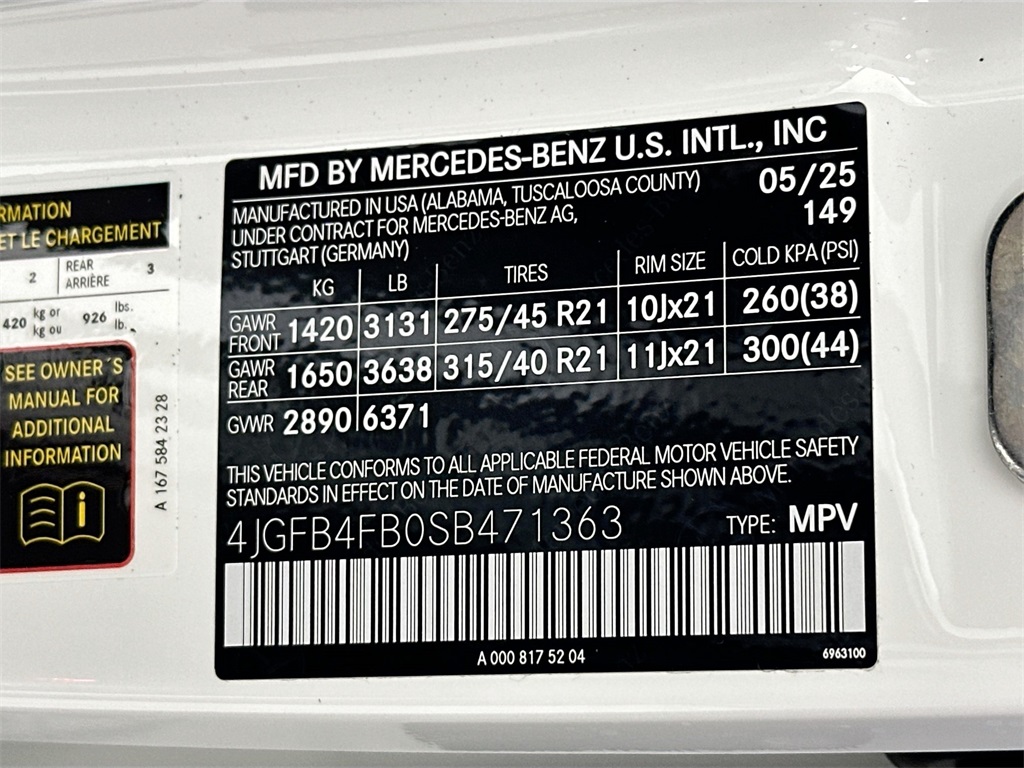 RMATION
ET LE CHARGEMENT
2 REAR ARRIÈRE 3
420 kg or kg ou 926 lbs. lb.
SEE OWNER´S
MANUAL FOR
ADDITIONAL
INFORMATION
A 167 584 23 28
MFD BY MERCEDES-BENZ U.S. INTL., INC
MANUFACTURED IN USA (ALABAMA, TUSCALOOSA COUNTY) 05/25
UNDER CONTRACT FOR MERCEDES-BENZ AG, 149
STUTTGART (GERMANY)
KG LB TIRES RIM SIZE COLD KPA (PSI)
GAWR FRONT 1420 3131 275/45 R21 10Jx21 260(38)
GAWR REAR 1650 3638 315/40 R21 11Jx21 300(44)
GVWR 2890 6371
THIS VEHICLE CONFORMS TO ALL APPLICABLE FEDERAL MOTOR VEHICLE SAFETY
STANDARDS IN EFFECT ON THE DATE OF MANUFACTURE SHOWN ABOVE.
4JGFB4FB0SB471363 TYPE: MPV
A 000 817 52 04
6963100